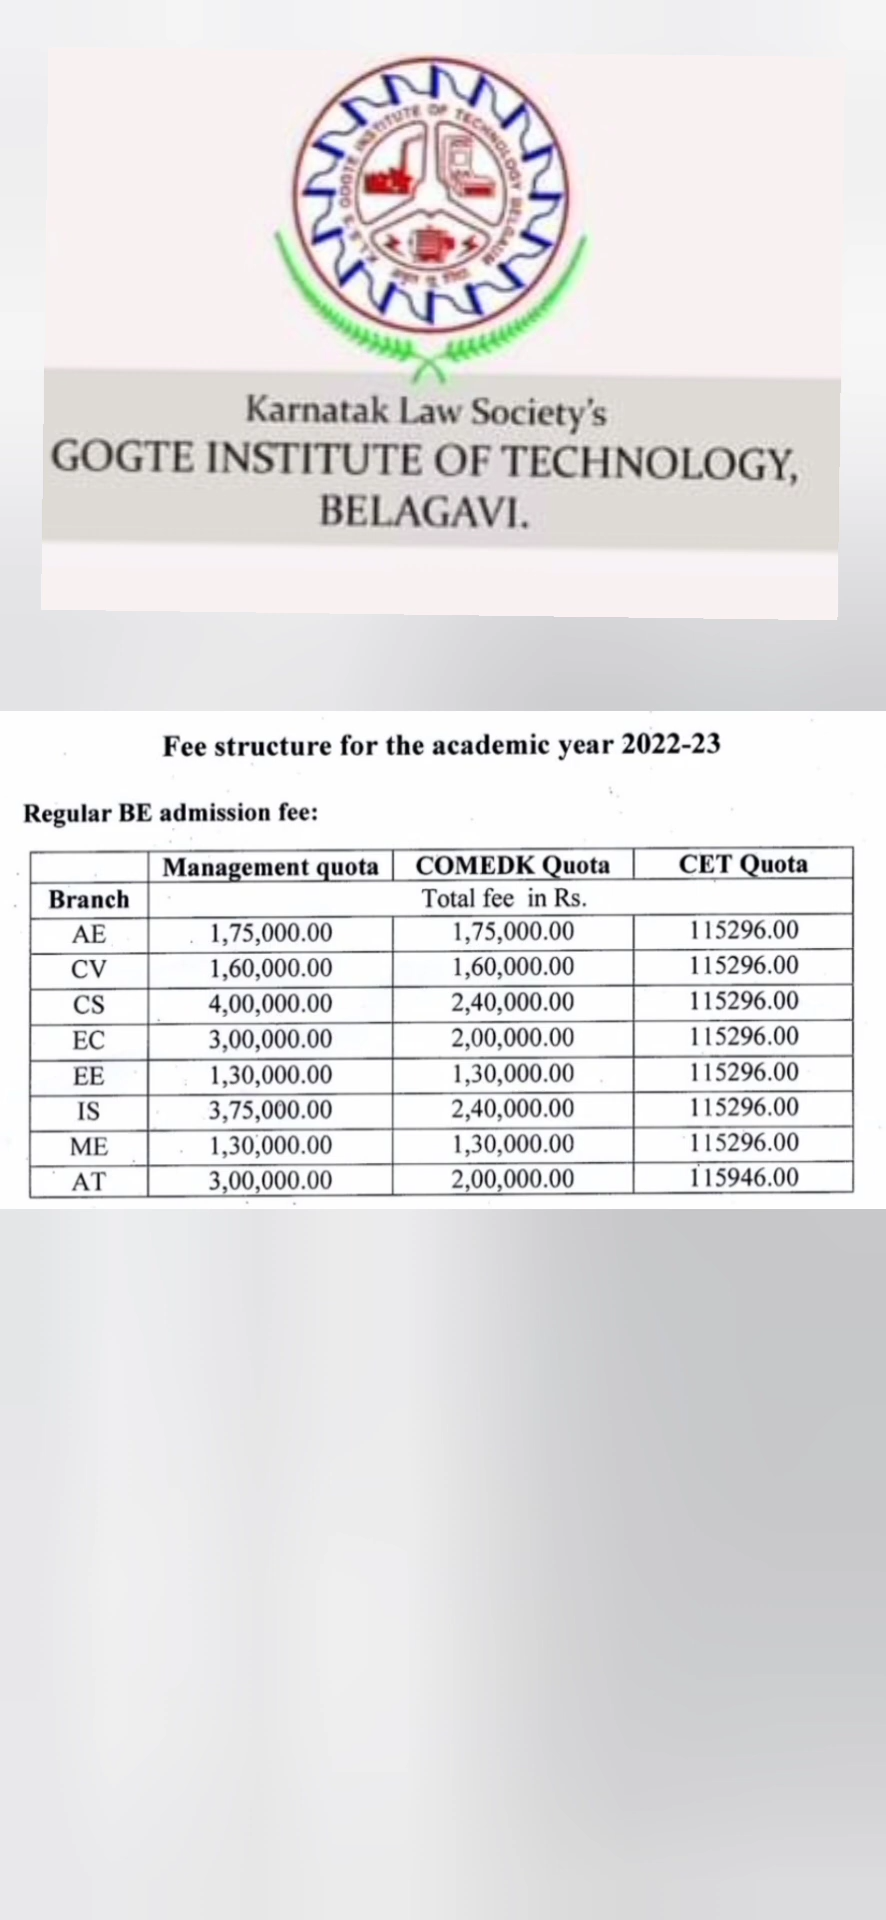 K.L.S.'S GOGTE INSTITUTE OF TECHNOLOGY BELGAUM
Karnatak Law Society's
GOGTE INSTITUTE OF TECHNOLOGY,
BELAGAVI.
Fee structure for the academic year 2022-23
Regular BE admission fee:
Management quota COMEDK Quota CET Quota
Branch Total fee in Rs.
AE 1,75,000.00 1,75,000.00 115296.00
CV 1,60,000.00 1,60,000.00 115296.00
CS 4,00,000.00 2,40,000.00 115296.00
EC 3,00,000.00 2,00,000.00 115296.00
EE 1,30,000.00 1,30,000.00 115296.00
IS 3,75,000.00 2,40,000.00 115296.00
ME 1,30,000.00 1,30,000.00 115296.00
AT 3,00,000.00 2,00,000.00 115946.00